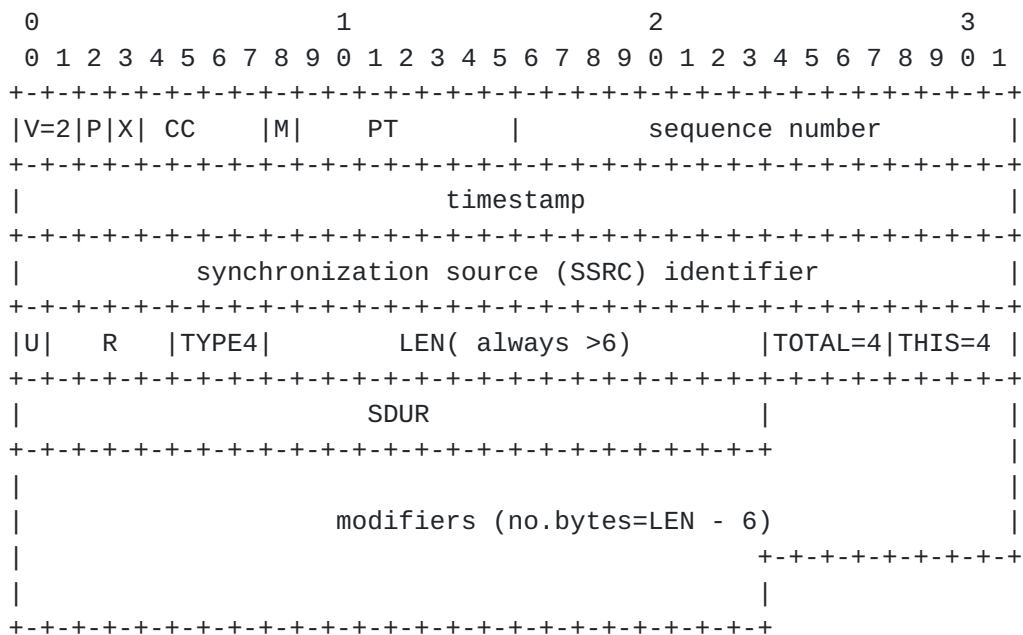 0                   1                   2                   3
 0 1 2 3 4 5 6 7 8 9 0 1 2 3 4 5 6 7 8 9 0 1 2 3 4 5 6 7 8 9 0 1
+-+-+-+-+-+-+-+-+-+-+-+-+-+-+-+-+-+-+-+-+-+-+-+-+-+-+-+-+-+-+-+-+
|V=2|P|X| CC    |M|    PT       |        sequence number        |
+-+-+-+-+-+-+-+-+-+-+-+-+-+-+-+-+-+-+-+-+-+-+-+-+-+-+-+-+-+-+-+-+
|                           timestamp                           |
+-+-+-+-+-+-+-+-+-+-+-+-+-+-+-+-+-+-+-+-+-+-+-+-+-+-+-+-+-+-+-+-+
|           synchronization source (SSRC) identifier            |
+-+-+-+-+-+-+-+-+-+-+-+-+-+-+-+-+-+-+-+-+-+-+-+-+-+-+-+-+-+-+-+-+
|U|   R   |TYPE4|        LEN( always >6)        |TOTAL=4|THIS=4 |
+-+-+-+-+-+-+-+-+-+-+-+-+-+-+-+-+-+-+-+-+-+-+-+-+-+-+-+-+-+-+-+-+
|                      SDUR                     |               |
+-+-+-+-+-+-+-+-+-+-+-+-+-+-+-+-+-+-+-+-+-+-+-+-+               |
|                                                               |
|                    modifiers (no.bytes=LEN - 6)               |
|                                               +-+-+-+-+-+-+-+-+
|                                               |
+-+-+-+-+-+-+-+-+-+-+-+-+-+-+-+-+-+-+-+-+-+-+-+-+